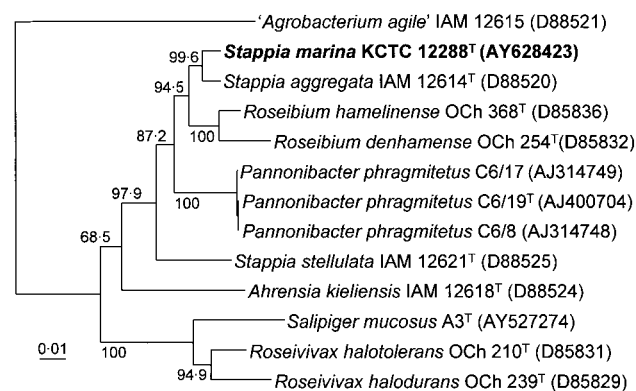 'Agrobacterium agile' IAM 12615 (D88521)
Stappia marina KCTC 12288ᵀ (AY628423)
99·6
Stappia aggregata IAM 12614ᵀ (D88520)
94·5
Roseibium hamelinense OCh 368ᵀ (D85836)
87·2
100
Roseibium denhamense OCh 254ᵀ(D85832)
Pannonibacter phragmitetus C6/17 (AJ314749)
97·9
100
Pannonibacter phragmitetus C6/19ᵀ (AJ400704)
68·5
Pannonibacter phragmitetus C6/8 (AJ314748)
Stappia stellulata IAM 12621ᵀ (D88525)
Ahrensia kieliensis IAM 12618ᵀ (D88524)
Salipiger mucosus A3ᵀ (AY527274)
0·01
100
Roseivivax halotolerans OCh 210ᵀ (D85831)
94·9
Roseivivax halodurans OCh 239ᵀ (D85829)